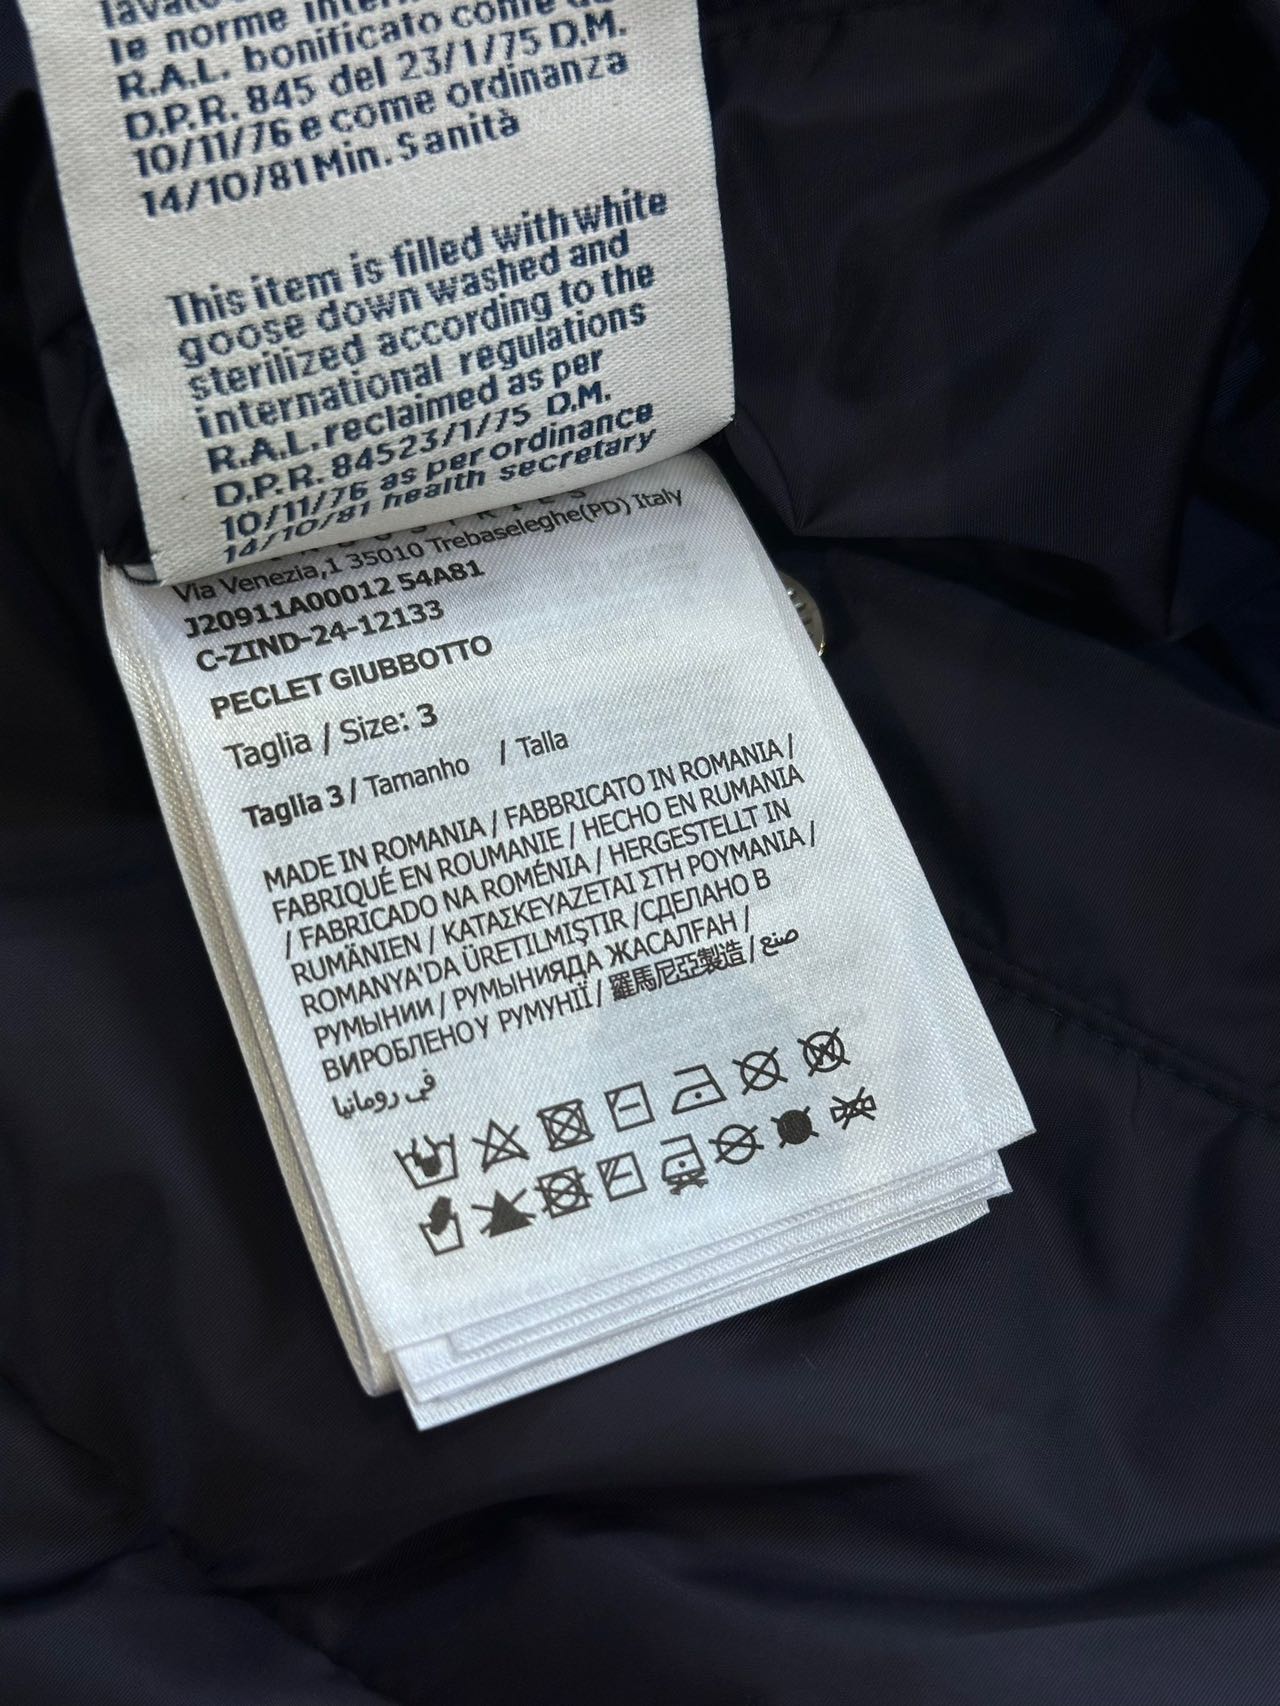 le norme
R.A.L. bonificato come da
D.P.R. 845 del 23/1/75 D.M.
10/11/76 e come ordinanza
14/10/81 Min. Sanità
This item is filled with white
goose down washed and
sterilized according to the
international regulations
R.A.L. reclaimed as per
D.P.R. 84523/1/75 D.M.
10/11/76 as per ordinance
14/10/81 health secretary
Via Venezia,1 35010 Trebaseleghe(PD) Italy
J20911A00012 54A81
C-ZIND-24-12133
PECLET GIUBBOTTO
Taglia / Size: 3
Taglia 3 / Tamanho / Talla
MADE IN ROMANIA / FABBRICATO IN ROMANIA /
FABRIQUÉ EN ROUMANIE / HECHO EN RUMANIA
/ FABRICADO NA ROMÉNIA / HERGESTELLT IN
RUMÄNIEN / ΚΑΤΑΣΚΕΥΑΖΕΤΑΙ ΣΤΗ ΡΟΥΜΑΝΙΑ /
ROMANYA'DA ÜRETILMIŞTIR /СДЕЛАНО В
РУМЫНИИ / РУМЫНИЯДА ЖАСАЛҒАН /
ВИРОБЛЕНО У РУМУНІЇ / 羅馬尼亞製造 / صنع
في رومانيا